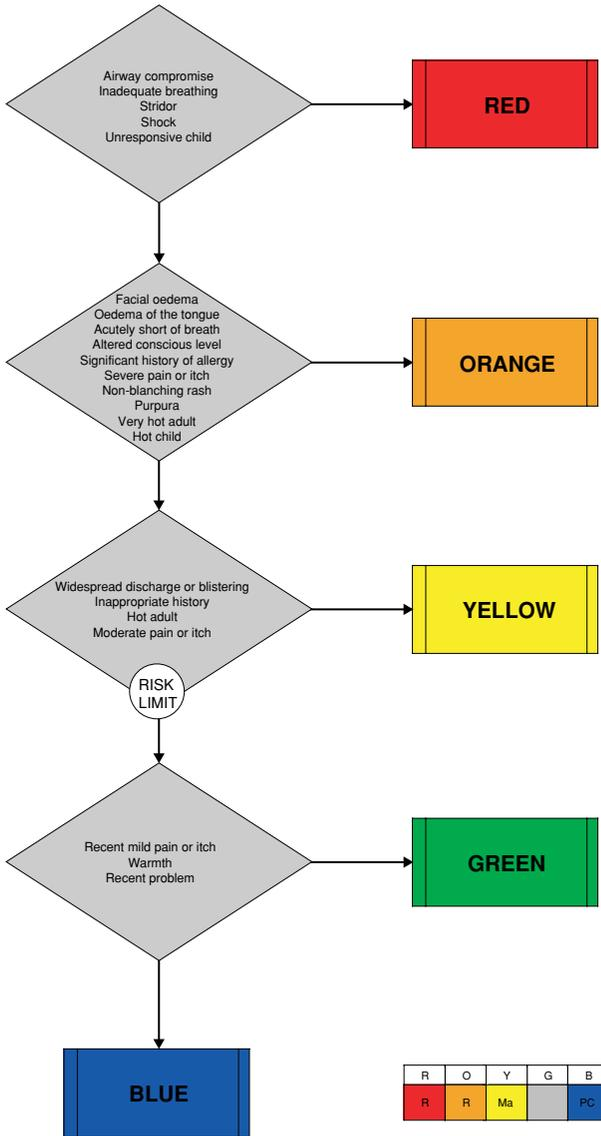 Airway compromise
Inadequate breathing
Stridor
Shock
Unresponsive child
RED
Facial oedema
Oedema of the tongue
Acutely short of breath
Altered conscious level
Significant history of allergy
Severe pain or itch
Non-blanching rash
Purpura
Very hot adult
Hot child
ORANGE
Widespread discharge or blistering
Inappropriate history
Hot adult
Moderate pain or itch
YELLOW
RISK
LIMIT
Recent mild pain or itch
Warmth
Recent problem
GREEN
BLUE
R O Y G B
R R Ma PC